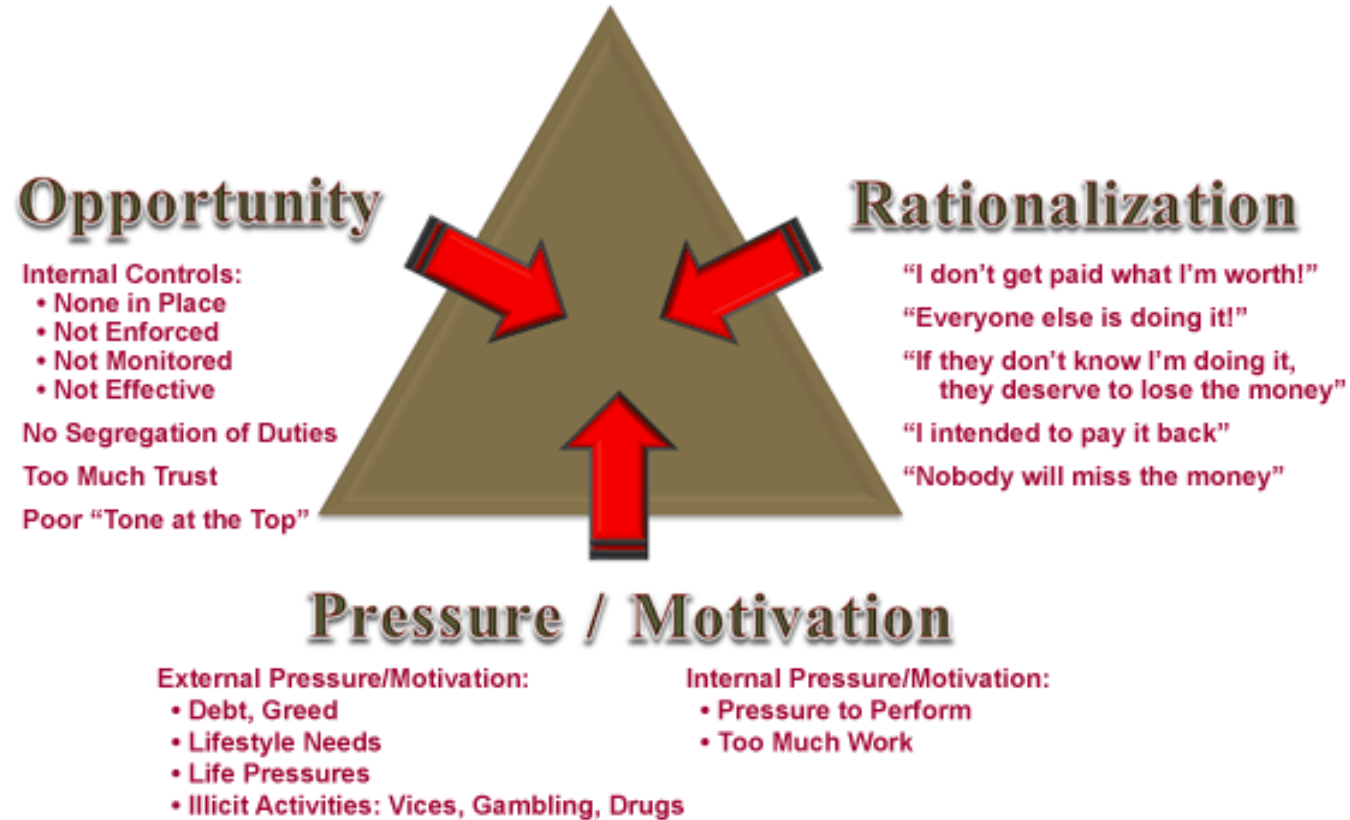 Opportunity
Internal Controls:
• None in Place
• Not Enforced
• Not Monitored
• Not Effective
No Segregation of Duties
Too Much Trust
Poor “Tone at the Top”
Rationalization
“I don’t get paid what I’m worth!”
“Everyone else is doing it!”
“If they don’t know I’m doing it,
they deserve to lose the money”
“I intended to pay it back”
“Nobody will miss the money”
Pressure / Motivation
External Pressure/Motivation:
• Debt, Greed
• Lifestyle Needs
• Life Pressures
• Illicit Activities: Vices, Gambling, Drugs
Internal Pressure/Motivation:
• Pressure to Perform
• Too Much Work